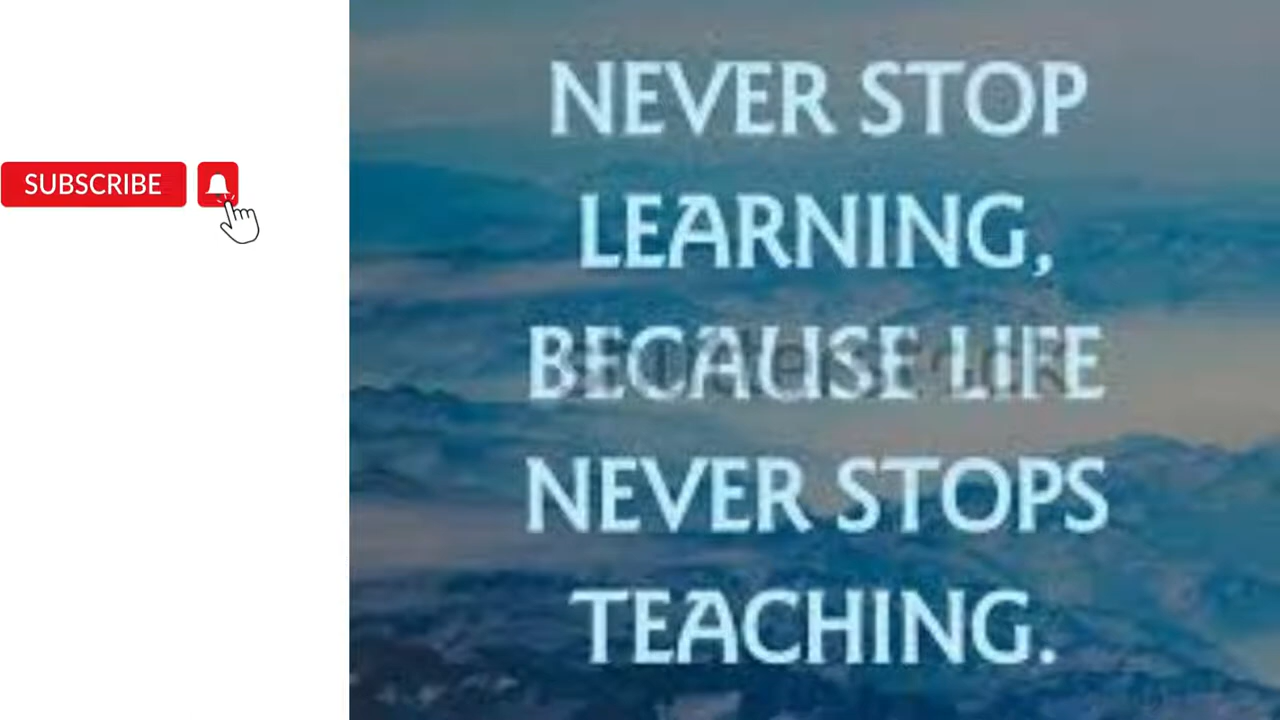 SUBSCRIBE
NEVER STOP
LEARNING,
BECAUSE LIFE
NEVER STOPS
TEACHING.